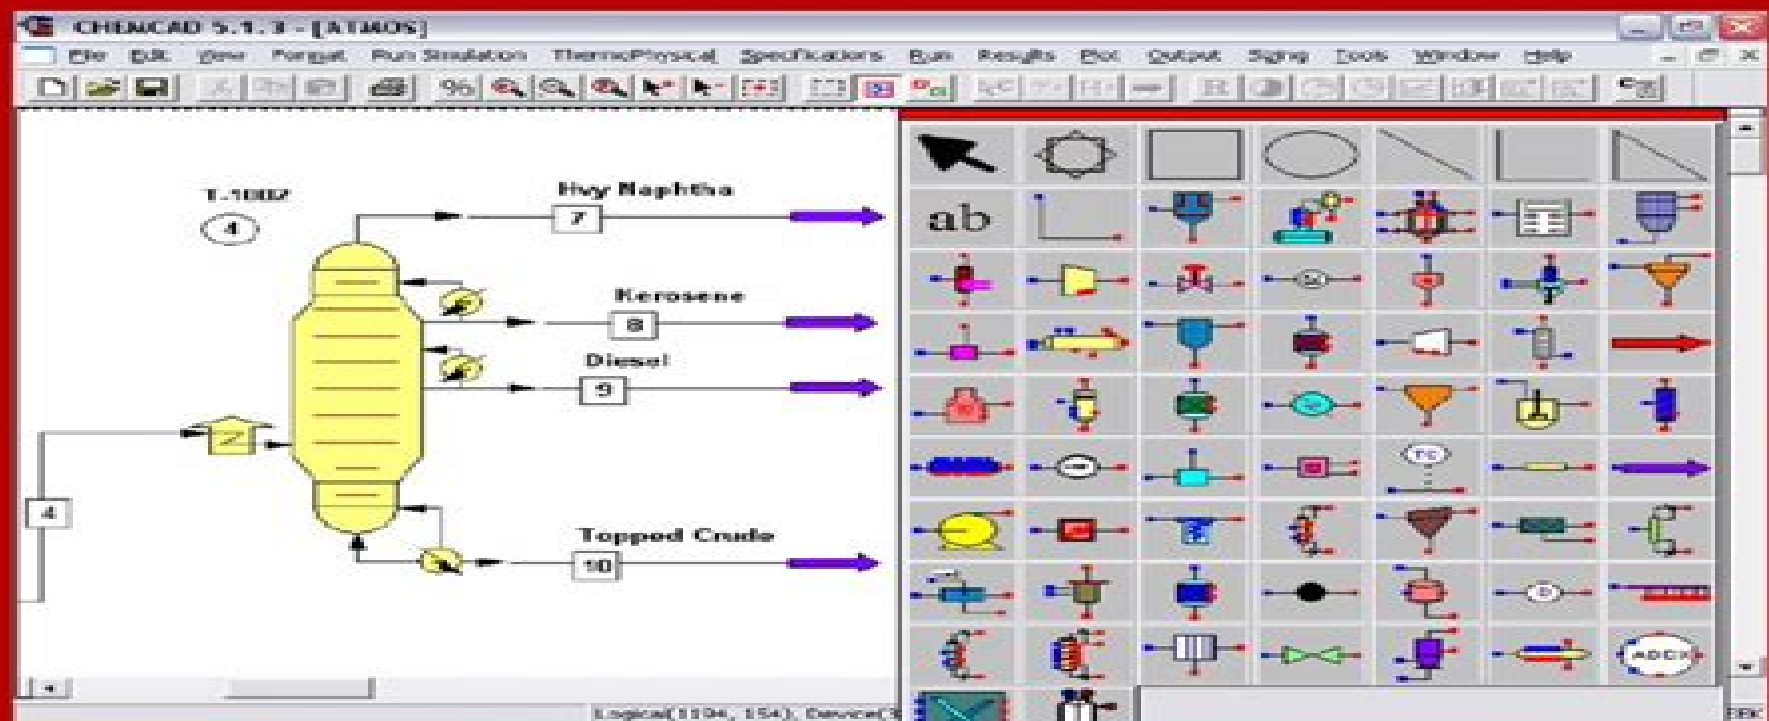 CHEMCAD 5.1.3 - [ATMOS]
File Edit View Format Run Simulation ThermoPhysical Specifications Run Results Plot Output Sizing Tools Window Help
%
T-1002
4
Hvy Naphtha
7
Kerosene
8
Diesel
9
4
Topped Crude
10
ab
TC